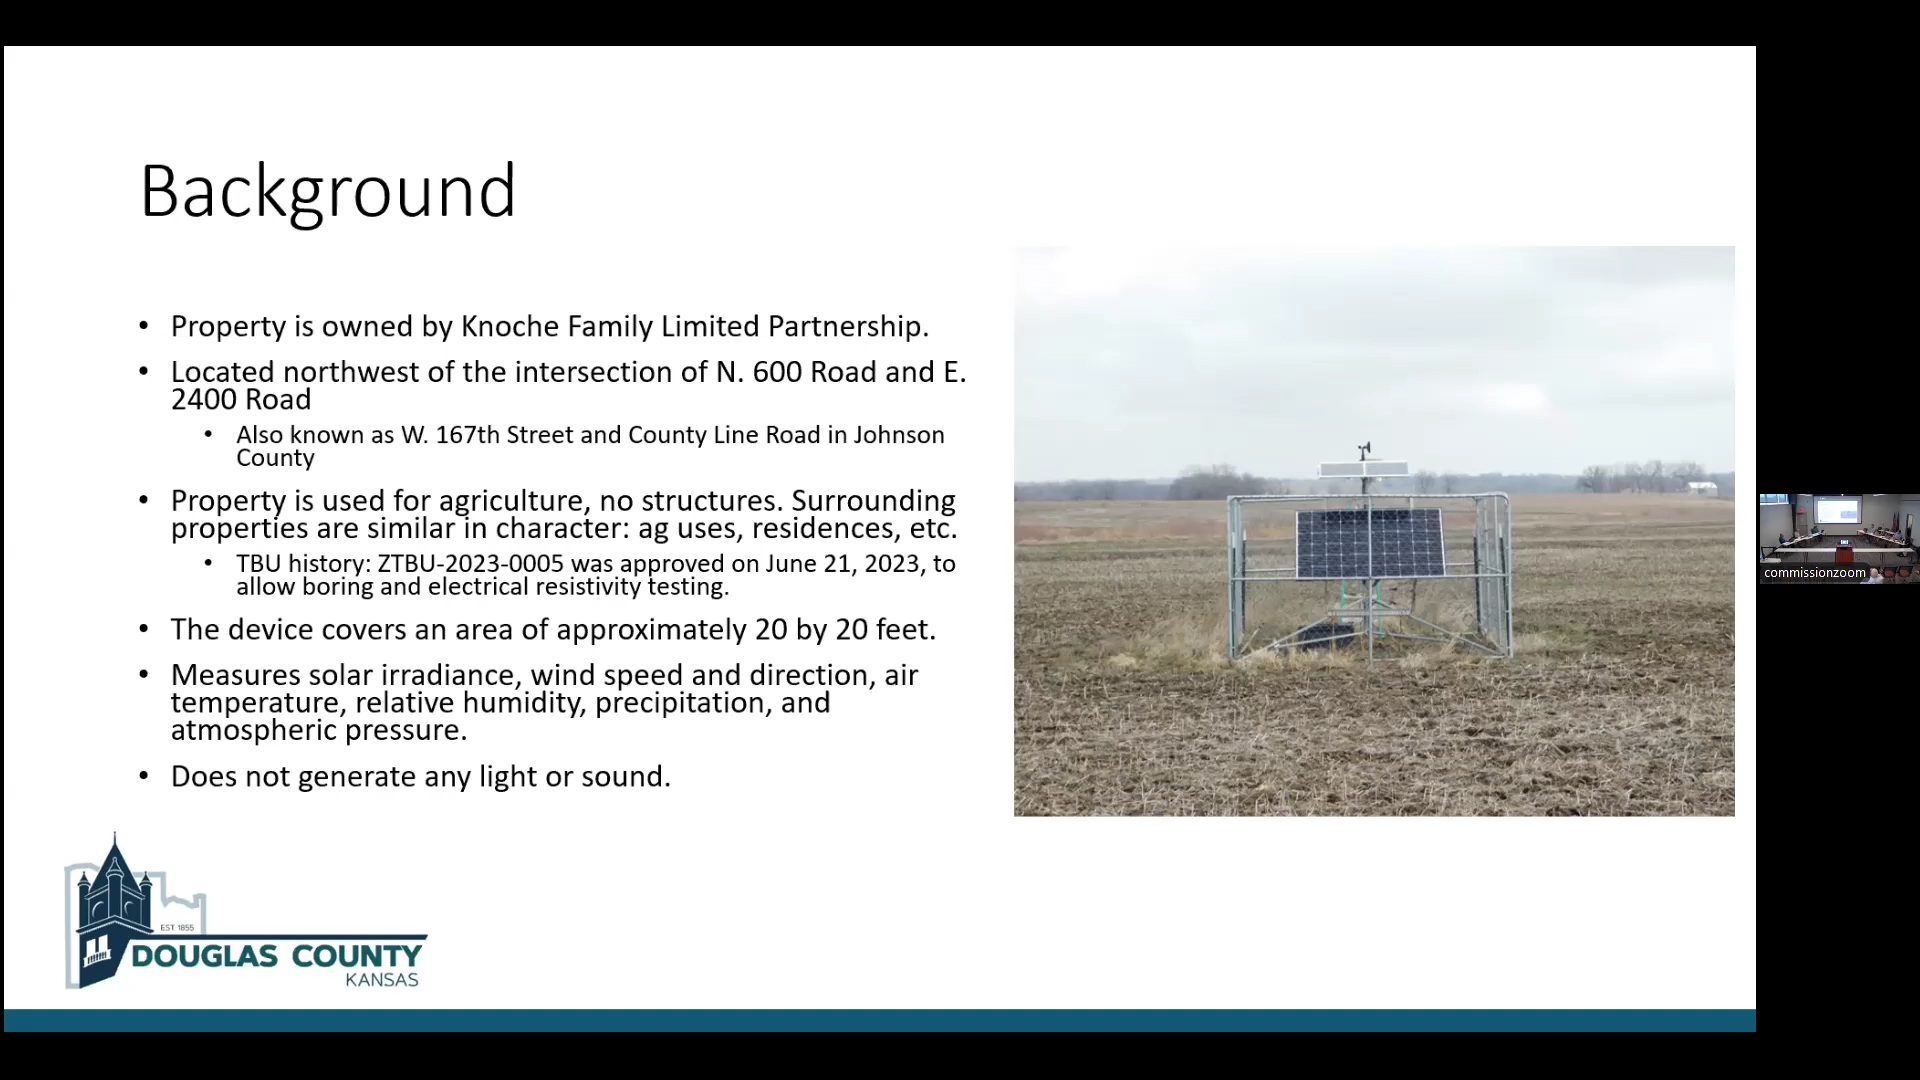 Background
• Property is owned by Knoche Family Limited Partnership.
• Located northwest of the intersection of N. 600 Road and E.
2400 Road
• Also known as W. 167th Street and County Line Road in Johnson
County
• Property is used for agriculture, no structures. Surrounding
properties are similar in character: ag uses, residences, etc.
• TBU history: ZTBU-2023-0005 was approved on June 21, 2023, to
allow boring and electrical resistivity testing.
• The device covers an area of approximately 20 by 20 feet.
• Measures solar irradiance, wind speed and direction, air
temperature, relative humidity, precipitation, and
atmospheric pressure.
• Does not generate any light or sound.
EST 1855
DOUGLAS COUNTY
KANSAS
commissionzoom